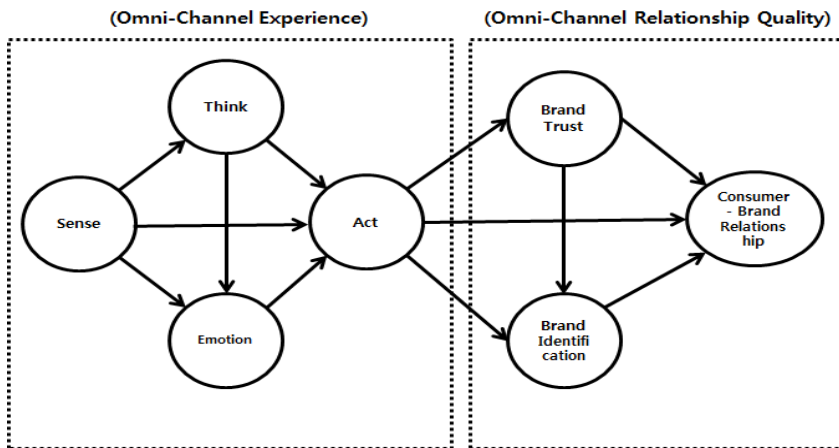 (Omni-Channel Experience)
(Omni-Channel Relationship Quality)
Think
Sense
Act
Emotion
Brand
Trust
Consumer
- Brand
Relations
hip
Brand
Identifi
cation